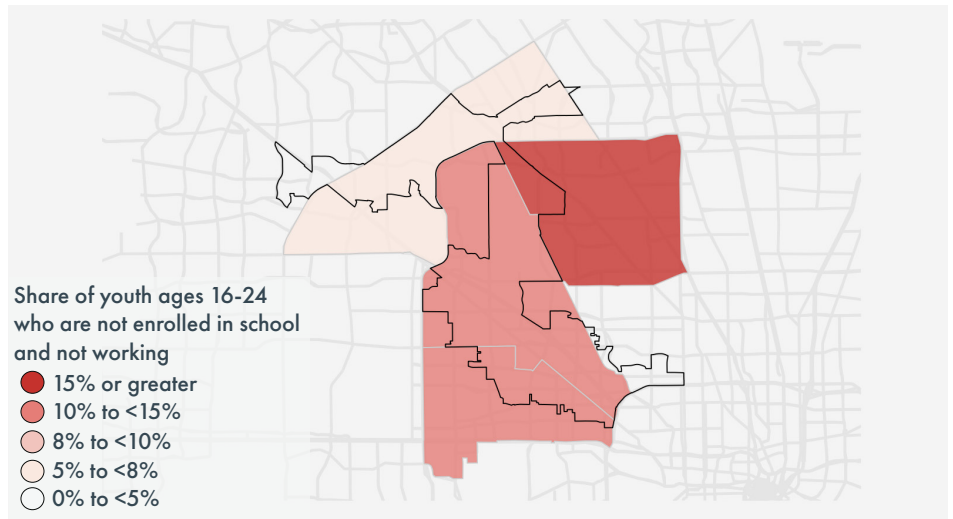 Share of youth ages 16-24
who are not enrolled in school
and not working
15% or greater
10% to <15%
8% to <10%
5% to <8%
0% to <5%